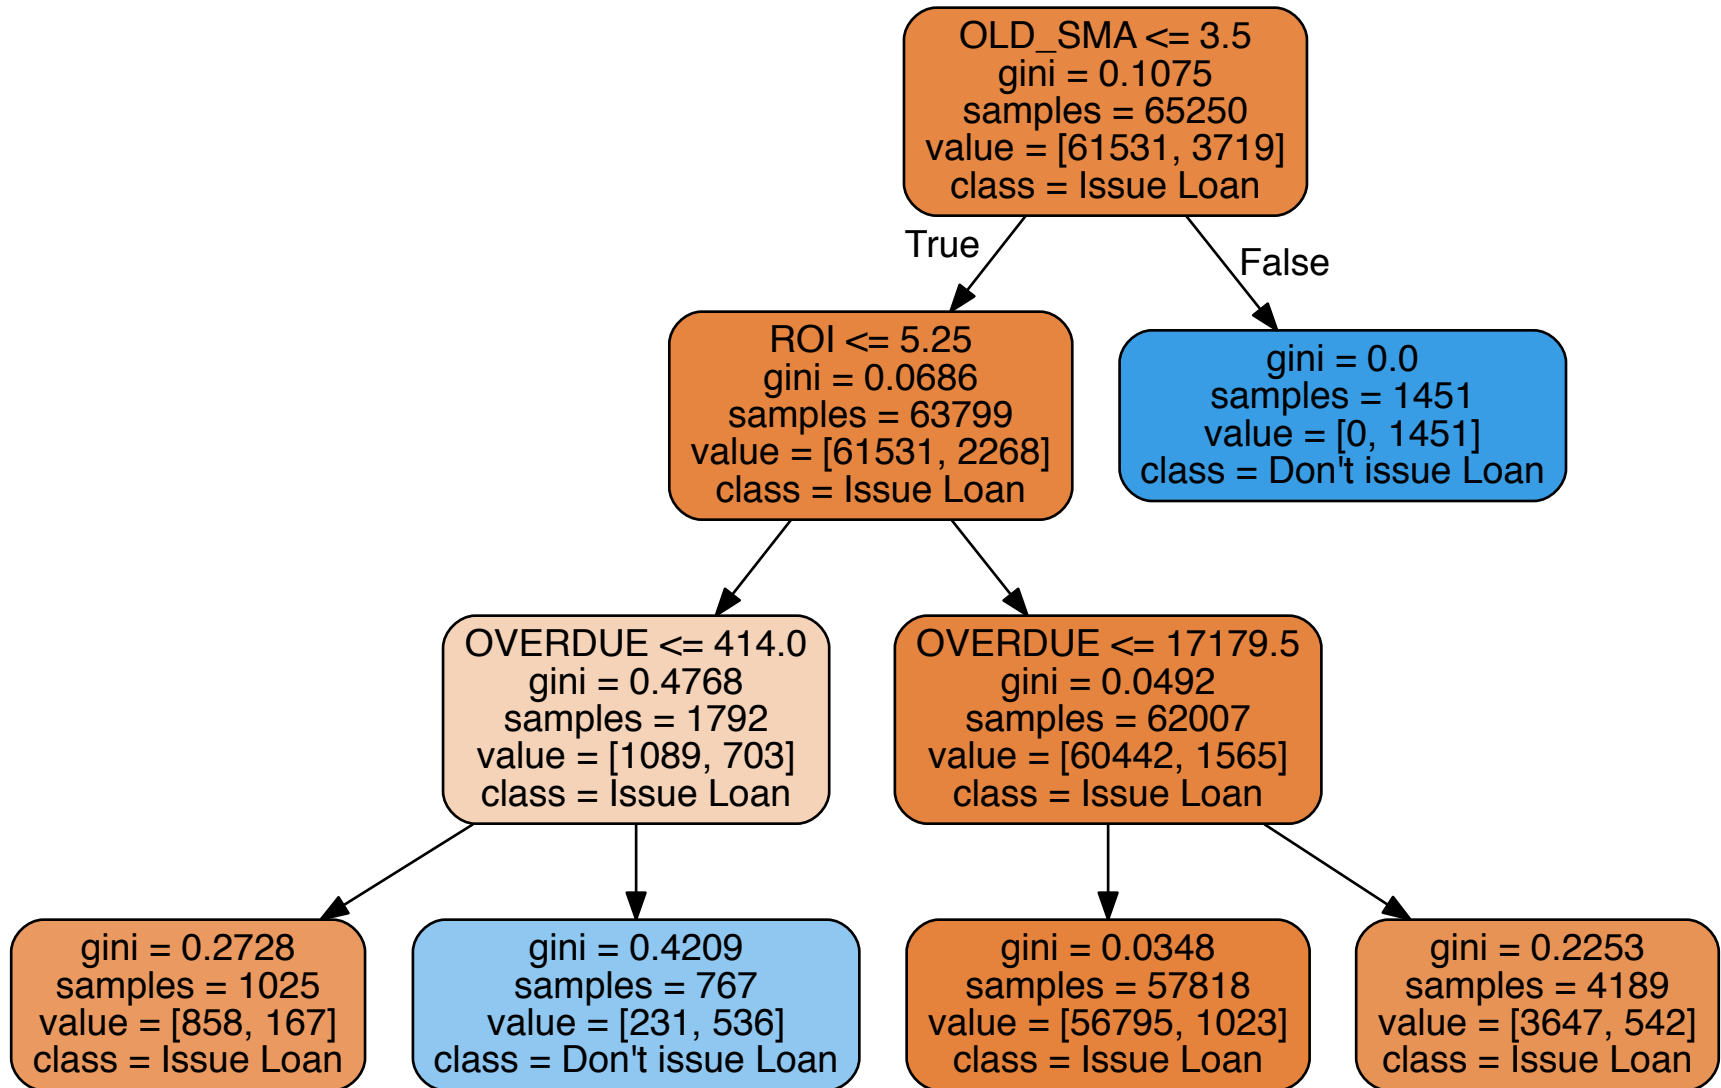 OLD_SMA <= 3.5
gini = 0.1075
samples = 65250
value = [61531, 3719]
class = Issue Loan
True
False
ROI <= 5.25
gini = 0.0686
samples = 63799
value = [61531, 2268]
class = Issue Loan
gini = 0.0
samples = 1451
value = [0, 1451]
class = Don't issue Loan
OVERDUE <= 414.0
gini = 0.4768
samples = 1792
value = [1089, 703]
class = Issue Loan
OVERDUE <= 17179.5
gini = 0.0492
samples = 62007
value = [60442, 1565]
class = Issue Loan
gini = 0.2728
samples = 1025
value = [858, 167]
class = Issue Loan
gini = 0.4209
samples = 767
value = [231, 536]
class = Don't issue Loan
gini = 0.0348
samples = 57818
value = [56795, 1023]
class = Issue Loan
gini = 0.2253
samples = 4189
value = [3647, 542]
class = Issue Loan